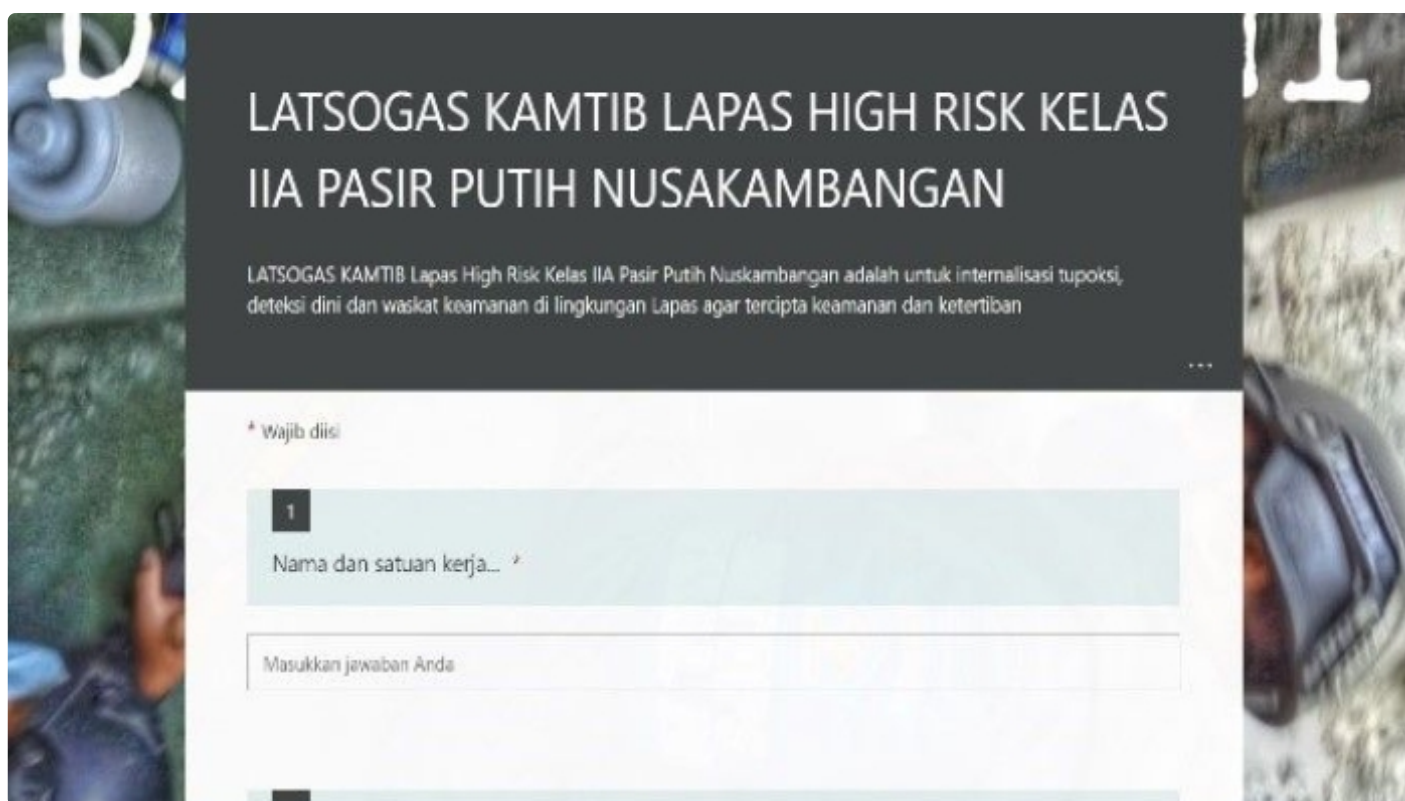 LATSOGAS KAMTIB LAPAS HIGH RISK KELAS
IIA PASIR PUTIH NUSAKAMBANGAN
LATSOGAS KAMTIB Lapas High Risk Kelas IIA Pasir Putih Nuskambangan adalah untuk internalisasi tupoksi,
deteksi dini dan waskat keamanan di lingkungan Lapas agar tercipta keamanan dan ketertiban
...
* Wajib diisi
1
Nama dan satuan kerja... *
Masukkan jawaban Anda